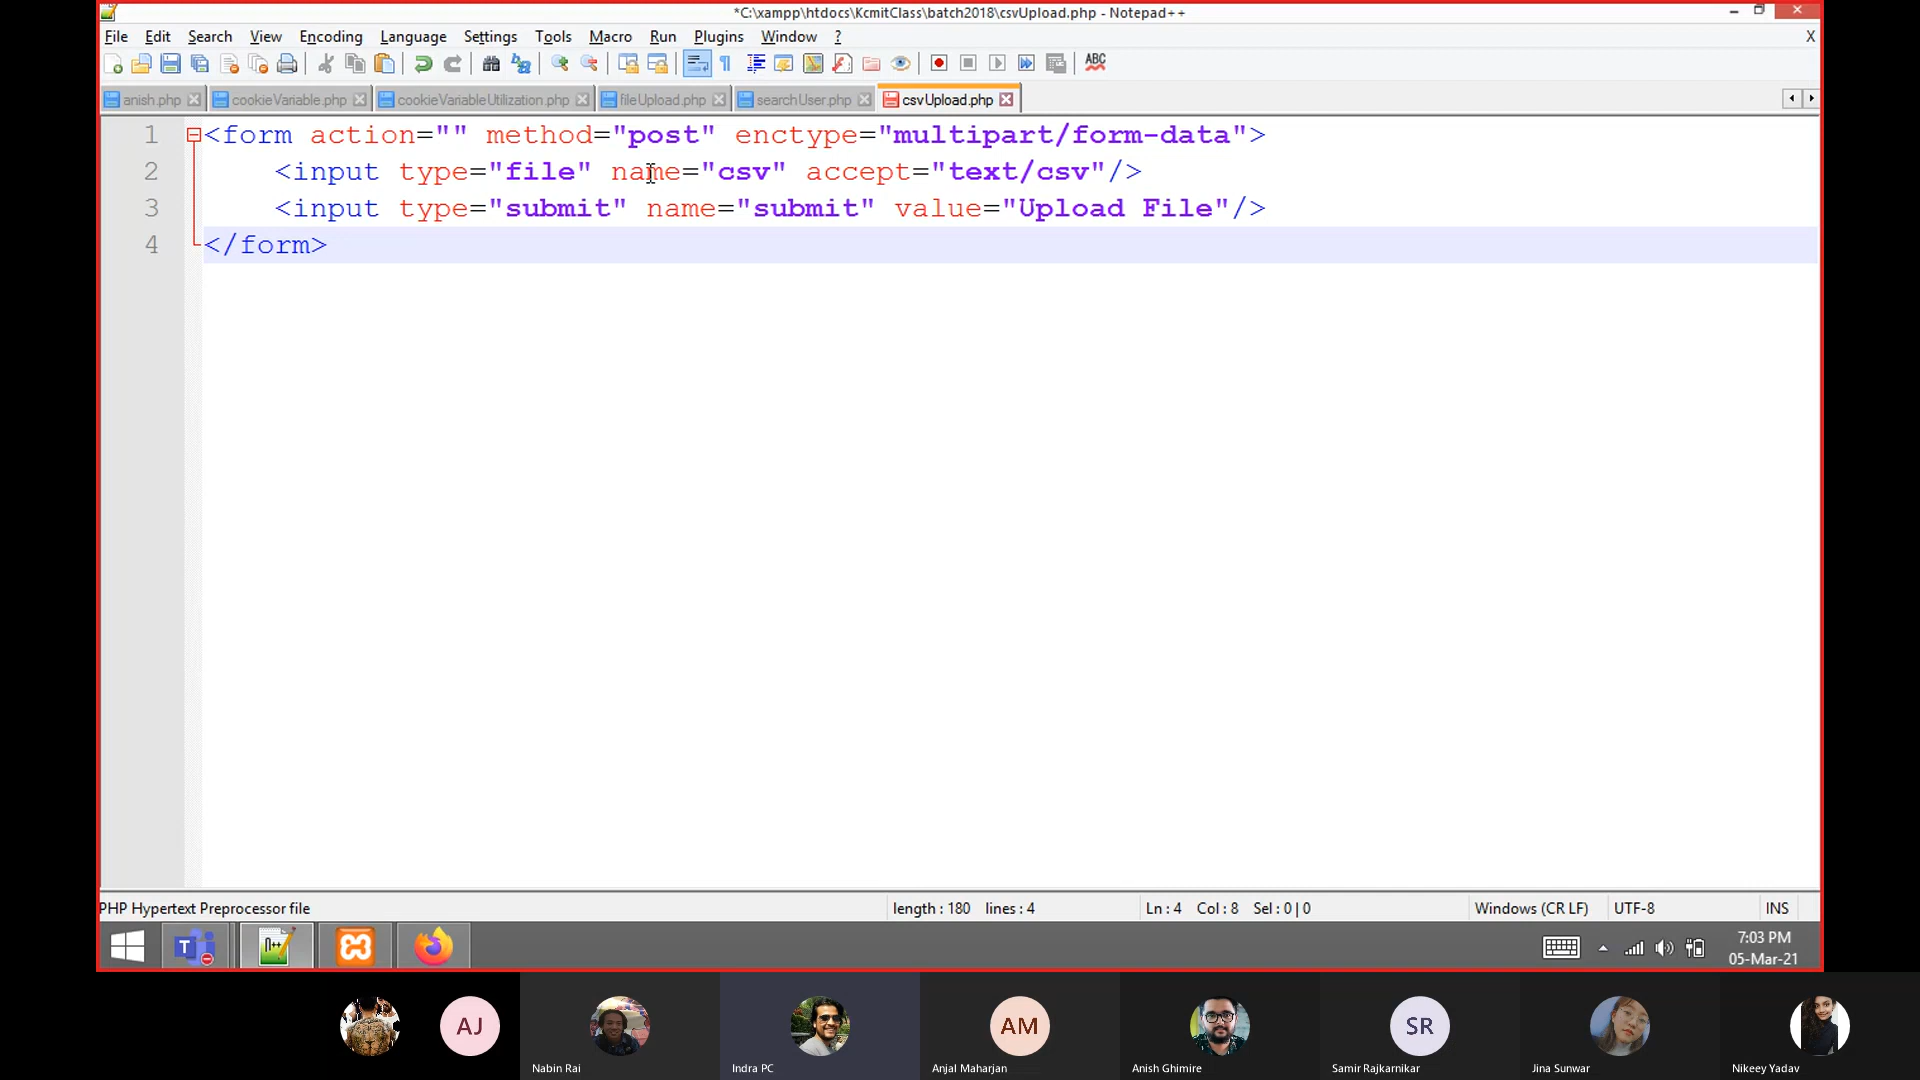 *C:\xampp\htdocs\KcmitClass\batch2018\csvUpload.php - Notepad++
File Edit Search View Encoding Language Settings Tools Macro Run Plugins Window ? X
ABC
anish.php cookieVariable.php cookieVariableUtilization.php fileUpload.php searchUser.php csvUpload.php
1 <form action="" method="post" enctype="multipart/form-data">
2 <input type="file" name="csv" accept="text/csv"/>
3 <input type="submit" name="submit" value="Upload File"/>
4 </form>
PHP Hypertext Preprocessor file length : 180 lines : 4 Ln : 4 Col : 8 Sel : 0 | 0 Windows (CR LF) UTF-8 INS
7:03 PM
05-Mar-21
AJ AM SR
Nabin Rai Indra PC Anjal Maharjan Anish Ghimire Samir Rajkarnikar Jina Sunwar Nikeey Yadav